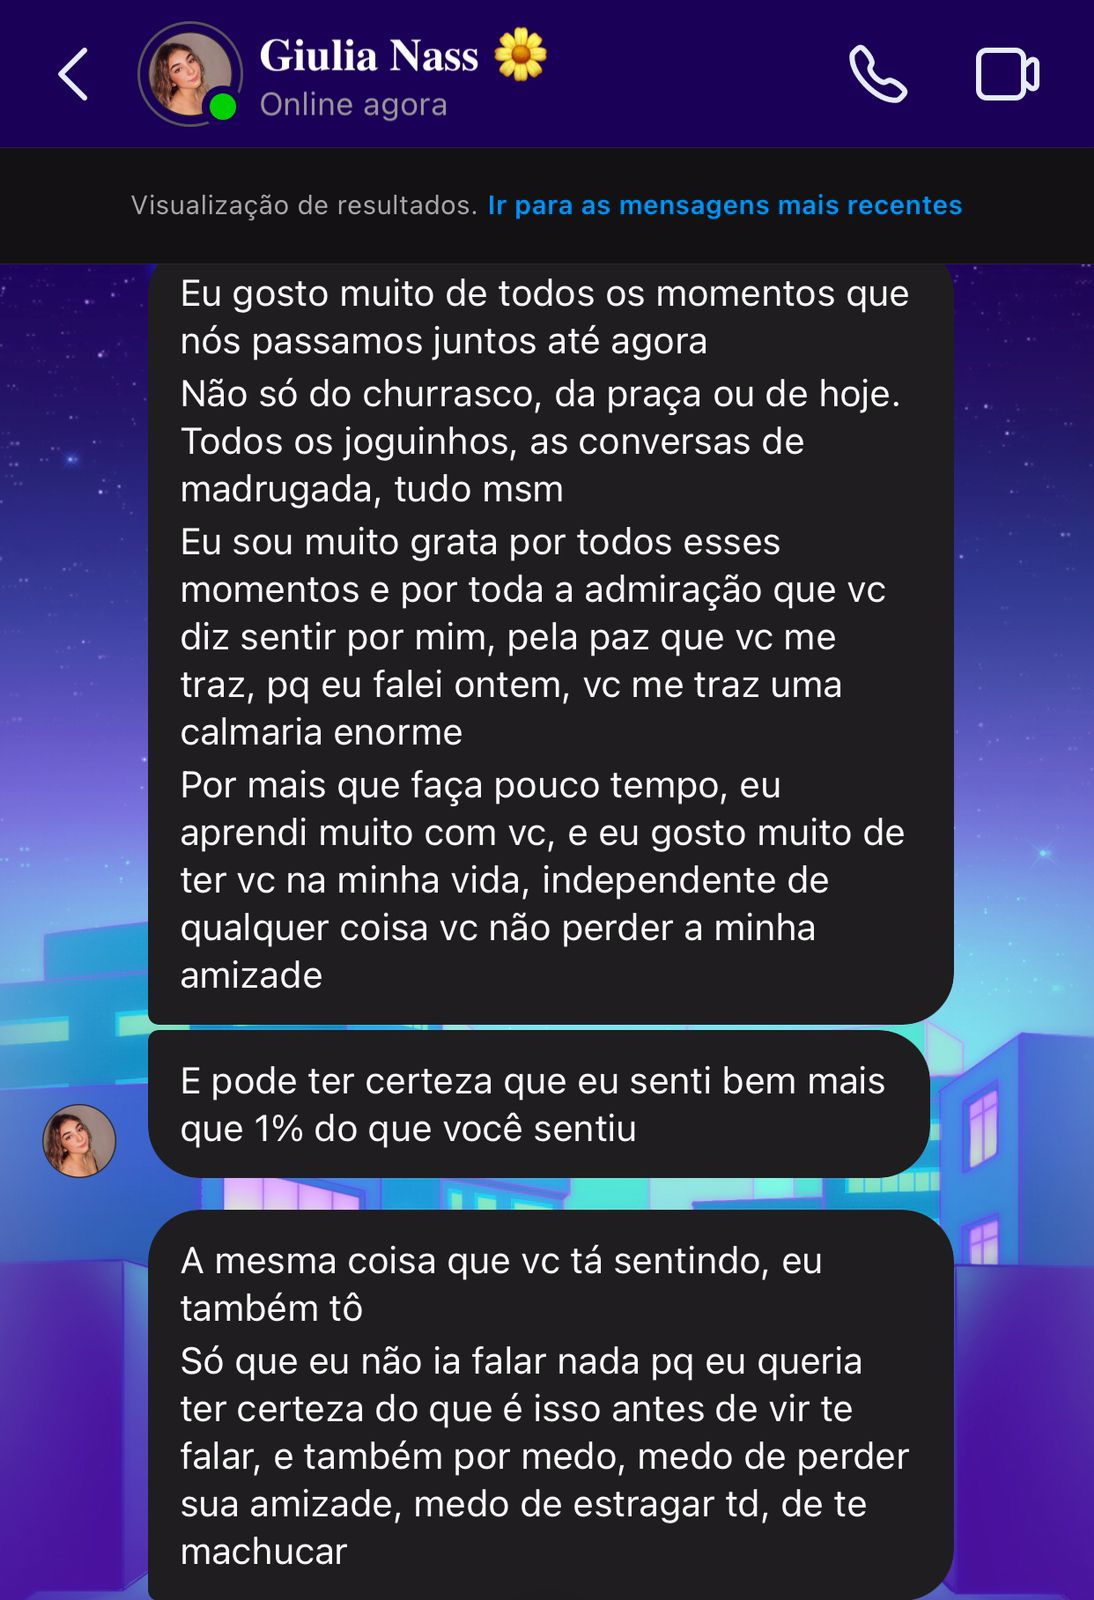 Giulia Nass 🌼
Online agora
Visualização de resultados. Ir para as mensagens mais recentes
Eu gosto muito de todos os momentos que
nós passamos juntos até agora
Não só do churrasco, da praça ou de hoje.
Todos os joguinhos, as conversas de
madrugada, tudo msm
Eu sou muito grata por todos esses
momentos e por toda a admiração que vc
diz sentir por mim, pela paz que vc me
traz, pq eu falei ontem, vc me traz uma
calmaria enorme
Por mais que faça pouco tempo, eu
aprendi muito com vc, e eu gosto muito de
ter vc na minha vida, independente de
qualquer coisa vc não perder a minha
amizade
E pode ter certeza que eu senti bem mais
que 1% do que você sentiu
A mesma coisa que vc tá sentindo, eu
também tô
Só que eu não ia falar nada pq eu queria
ter certeza do que é isso antes de vir te
falar, e também por medo, medo de perder
sua amizade, medo de estragar td, de te
machucar